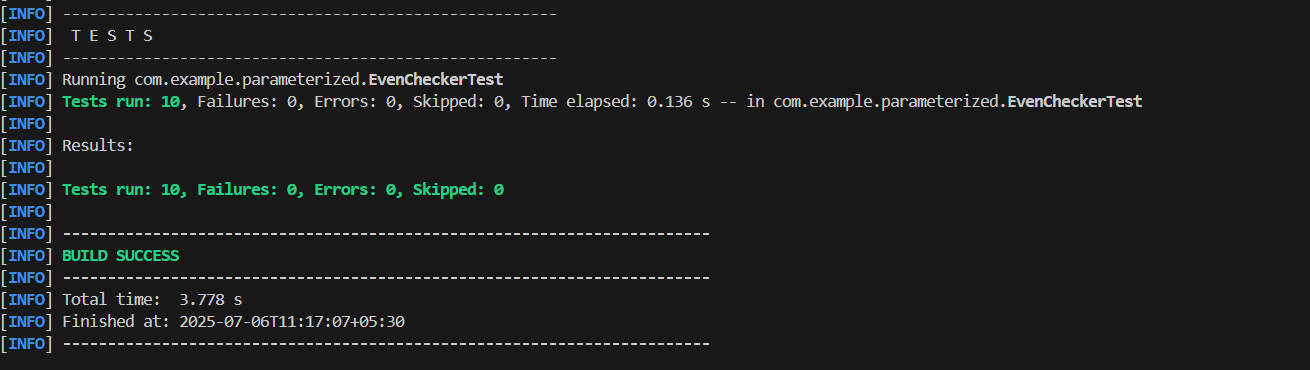 [INFO] -------------------------------------------------------
[INFO]  T E S T S
[INFO] -------------------------------------------------------
[INFO] Running com.example.parameterized.EvenCheckerTest
[INFO] Tests run: 10, Failures: 0, Errors: 0, Skipped: 0, Time elapsed: 0.136 s -- in com.example.parameterized.EvenCheckerTest
[INFO]
[INFO] Results:
[INFO]
[INFO] Tests run: 10, Failures: 0, Errors: 0, Skipped: 0
[INFO]
[INFO] ------------------------------------------------------------------------
[INFO] BUILD SUCCESS
[INFO] ------------------------------------------------------------------------
[INFO] Total time:  3.778 s
[INFO] Finished at: 2025-07-06T11:17:07+05:30
[INFO] ------------------------------------------------------------------------